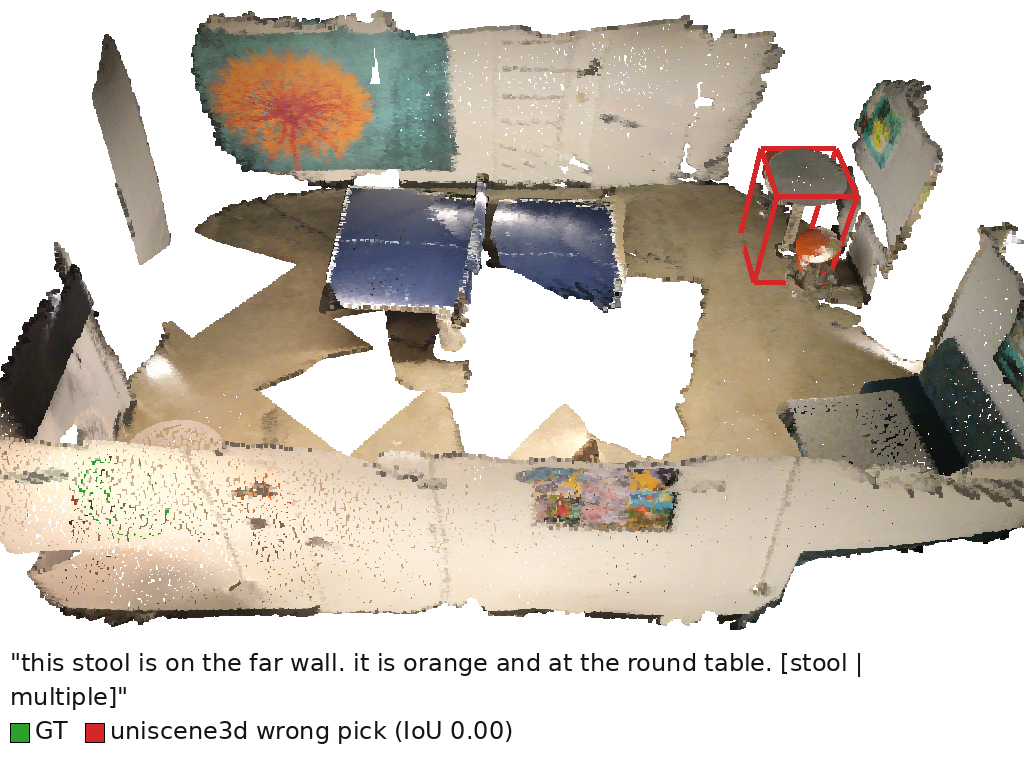 "this stool is on the far wall. it is orange and at the round table. [stool |
multiple]"
GT uniscene3d wrong pick (IoU 0.00)